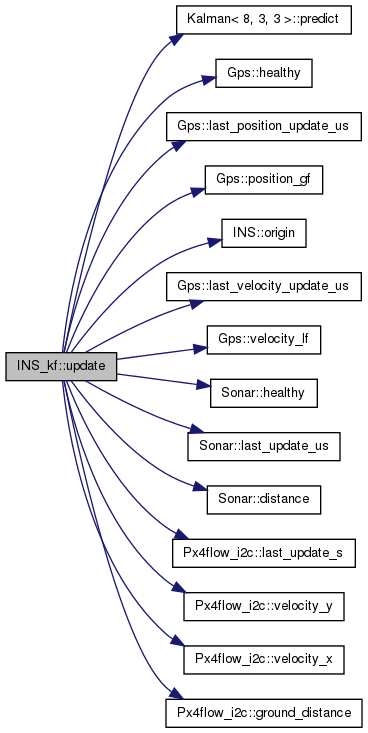 Kalman< 8, 3, 3 >::predict
Gps::healthy
Gps::last_position_update_us
Gps::position_gf
INS::origin
Gps::last_velocity_update_us
Gps::velocity_lf
INS_kf::update
Sonar::healthy
Sonar::last_update_us
Sonar::distance
Px4flow_i2c::last_update_s
Px4flow_i2c::velocity_y
Px4flow_i2c::velocity_x
Px4flow_i2c::ground_distance